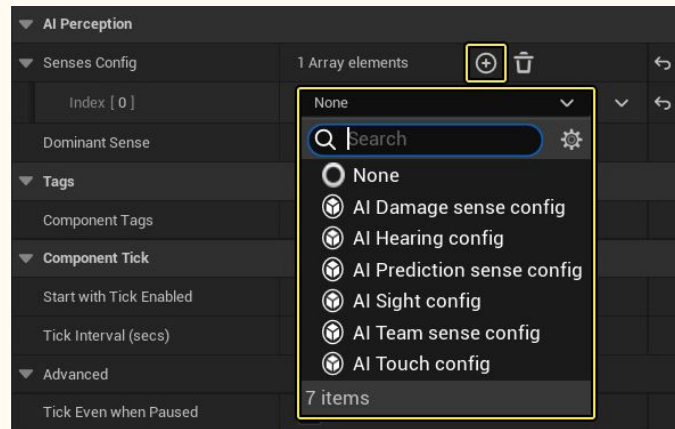 AI Perception
Senses Config 1 Array elements
Index [ 0 ] None
Search
Dominant Sense
None
Tags
AI Damage sense config
Component Tags
AI Hearing config
Component Tick
AI Prediction sense config
Start with Tick Enabled
AI Sight config
Tick Interval (secs)
AI Team sense config
Advanced
AI Touch config
Tick Even when Paused
7 items